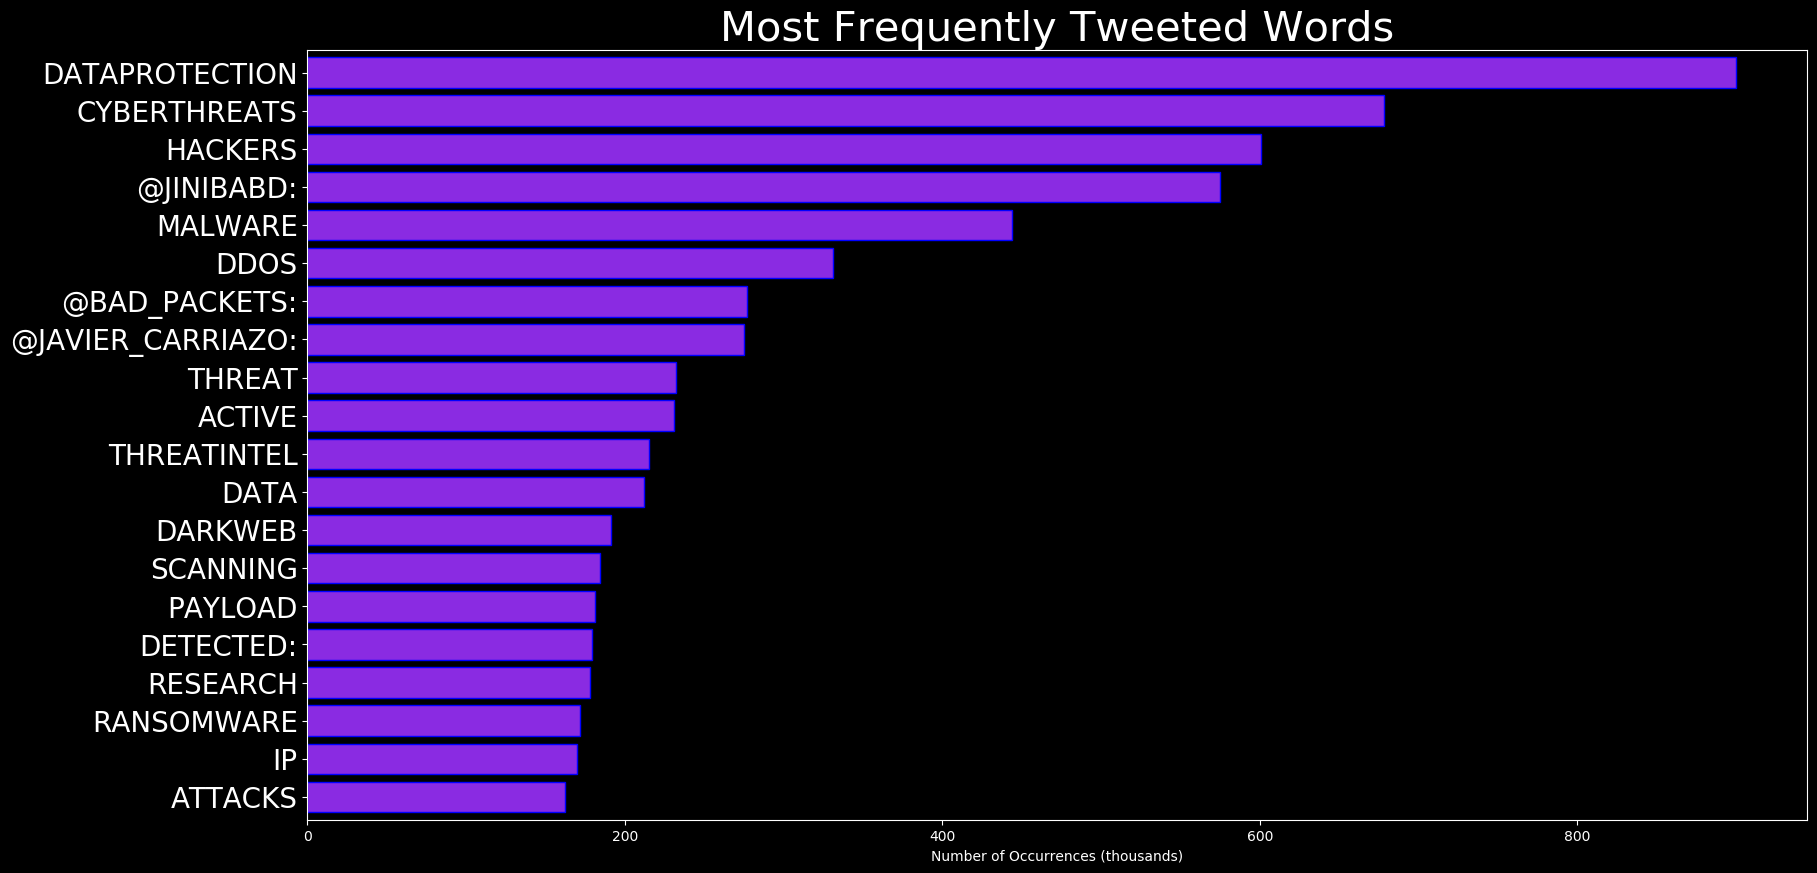 Most Frequently Tweeted Words
DATAPROTECTION
CYBERTHREATS
HACKERS
@JINIBABD:
MALWARE
DDOS
@BAD_PACKETS:
@JAVIER_CARRIAZO:
THREAT
ACTIVE
THREATINTEL
DATA
DARKWEB
SCANNING
PAYLOAD
DETECTED:
RESEARCH
RANSOMWARE
IP
ATTACKS
0 200 400 600 800
Number of Occurrences (thousands)